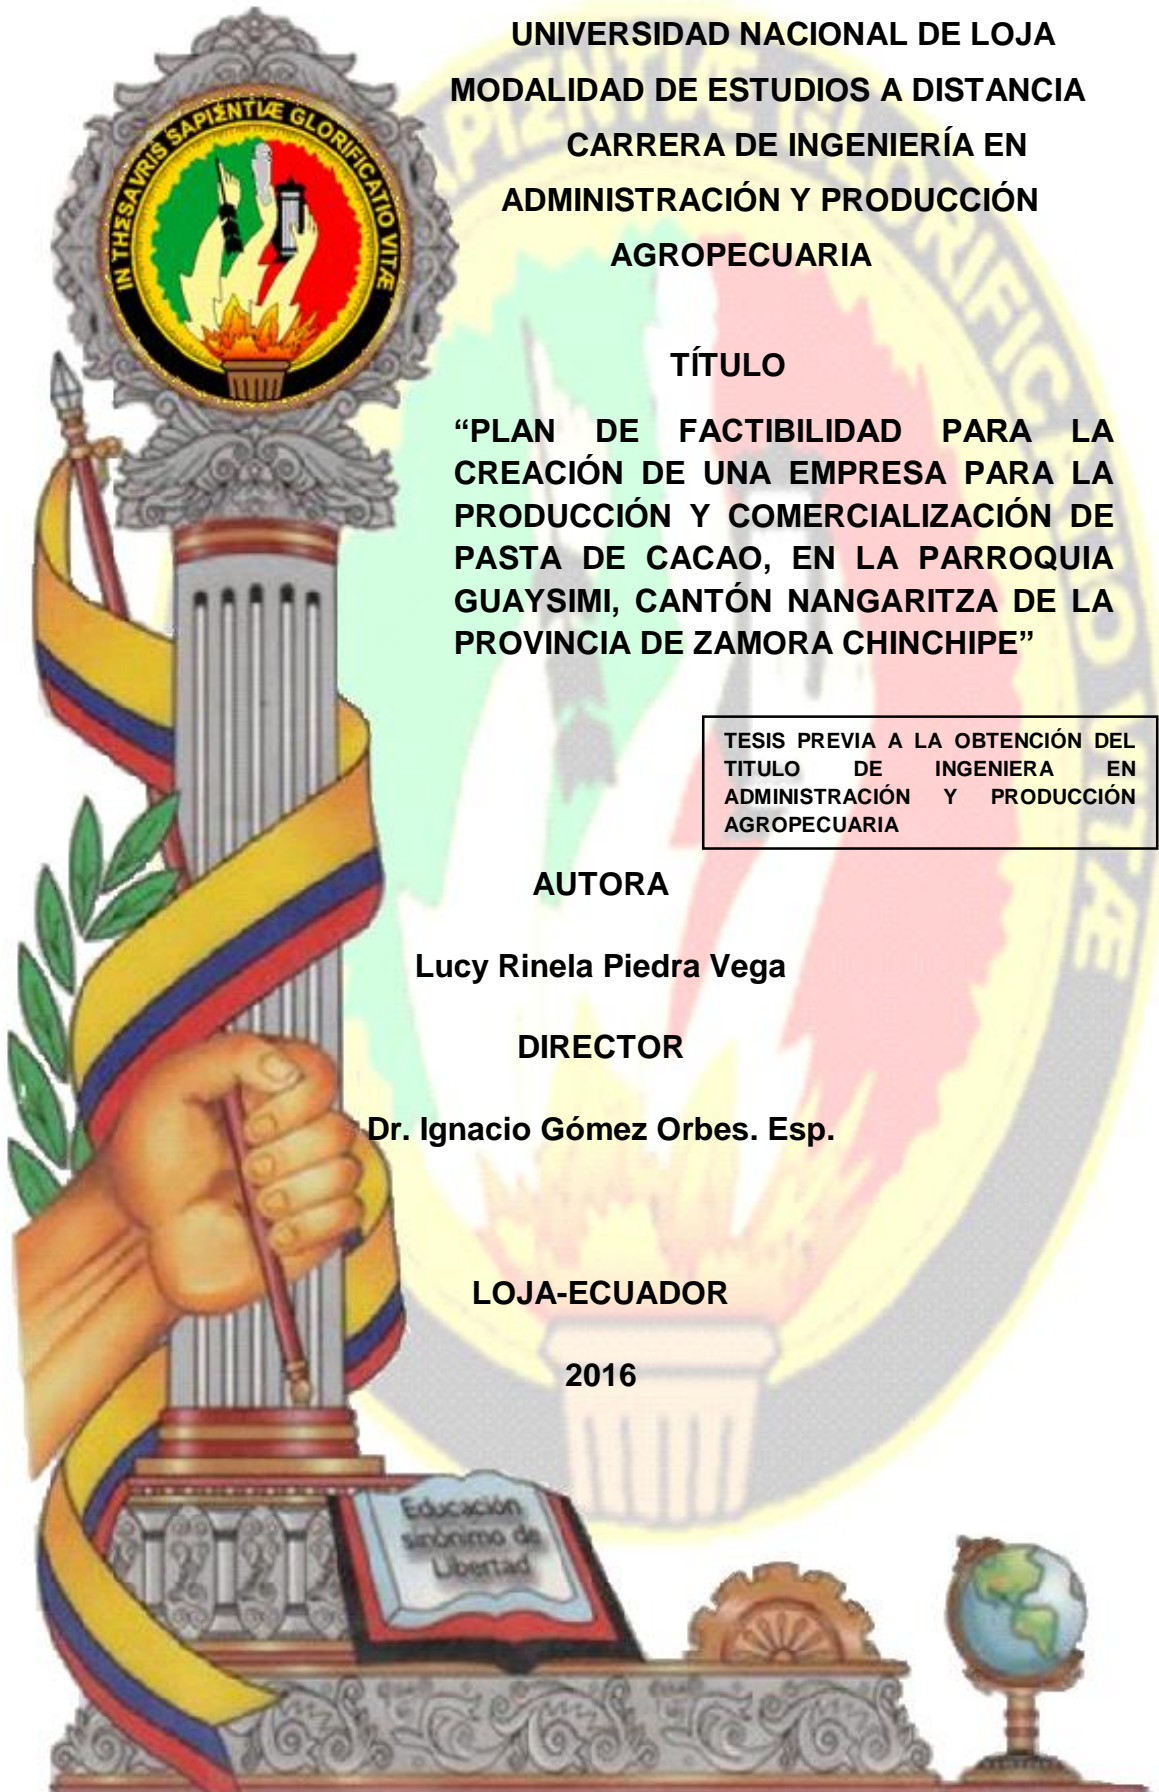 UNIVERSIDAD NACIONAL DE LOJA
MODALIDAD DE ESTUDIOS A DISTANCIA
CARRERA DE INGENIERÍA EN
ADMINISTRACIÓN Y PRODUCCIÓN
AGROPECUARIA
IN THΣSAVRIS SAPIΣNTIÆ GLORIFICATIO VITÆ
TÍTULO
“PLAN DE FACTIBILIDAD PARA LA
CREACIÓN DE UNA EMPRESA PARA LA
PRODUCCIÓN Y COMERCIALIZACIÓN DE
PASTA DE CACAO, EN LA PARROQUIA
GUAYSIMI, CANTÓN NANGARITZA DE LA
PROVINCIA DE ZAMORA CHINCHIPE”
TESIS PREVIA A LA OBTENCIÓN DEL
TITULO DE INGENIERA EN
ADMINISTRACIÓN Y PRODUCCIÓN
AGROPECUARIA
AUTORA
Lucy Rinela Piedra Vega
DIRECTOR
Dr. Ignacio Gómez Orbes. Esp.
LOJA-ECUADOR
2016
Educación
sinónimo de
Libertad